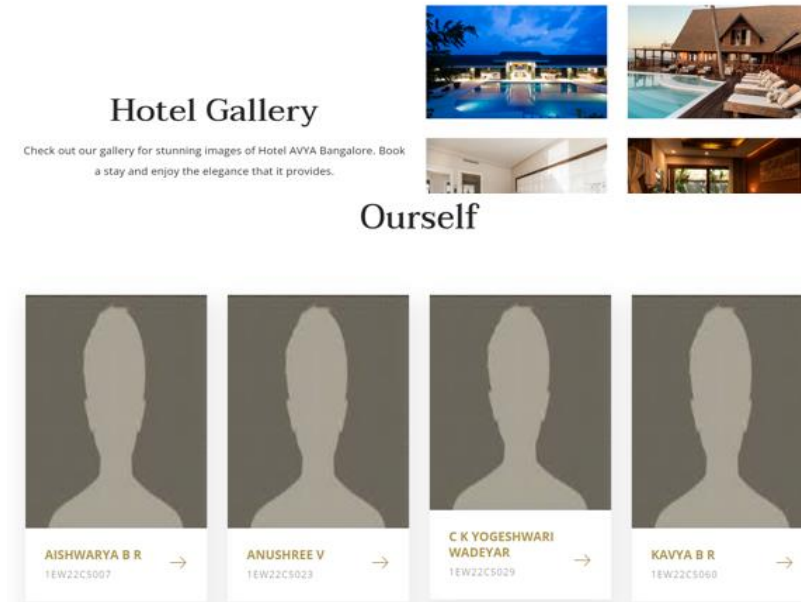 Hotel Gallery
Check out our gallery for stunning images of Hotel AVYA Bangalore. Book
a stay and enjoy the elegance that it provides.
Ourself
AISHWARYA B R
1EW22CS007
ANUSHREE V
1EW22CS023
C K YOGESHWARI
WADEYAR
1EW22CS029
KAVYA B R
1EW22CS060